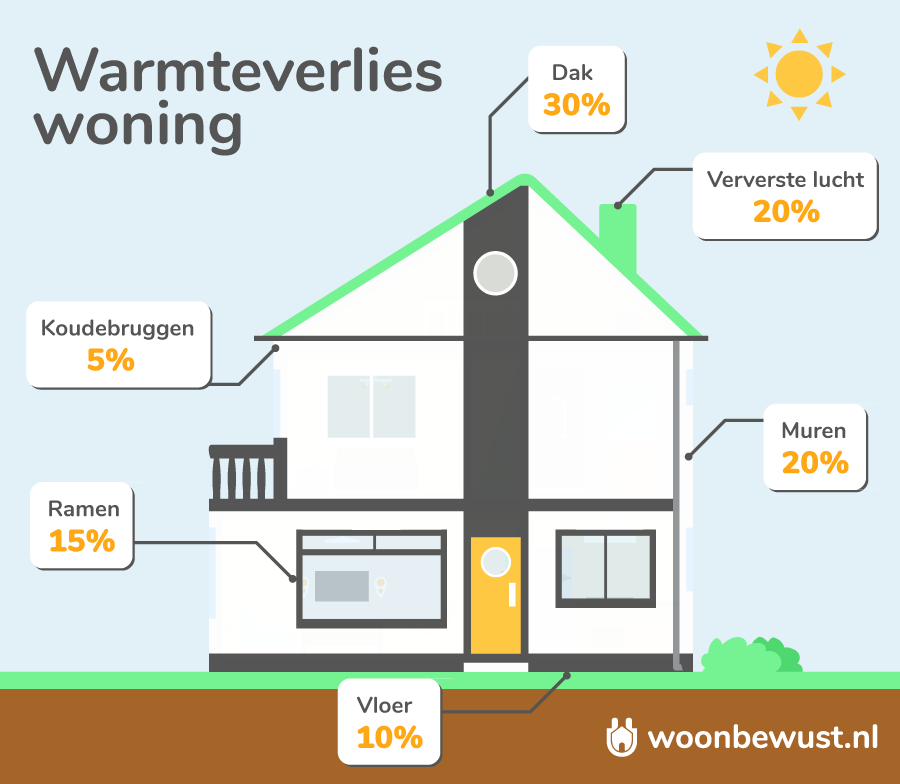 Warmteverlies
woning
Dak
30%
Ververste lucht
20%
Koudebruggen
5%
Muren
20%
Ramen
15%
Vloer
10%
woonbewust.nl